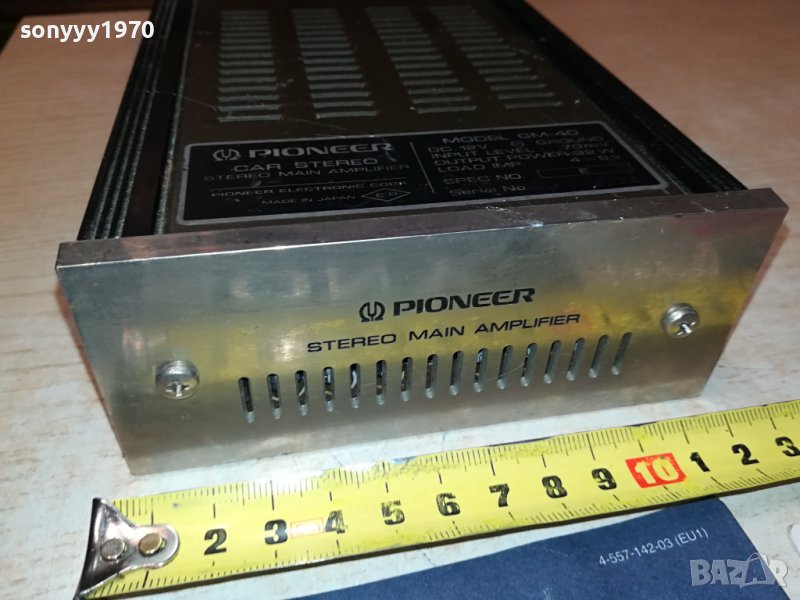 sonyyy1970
PIONEER
CAR STEREO
STEREO MAIN AMPLIFIER
PIONEER ELECTRONIC CORP.
MADE IN JAPAN
MODEL GM-40
DC 12V ⊖ GROUND
INPUT LEVEL
OUTPUT POWER
LOAD IMP.
SPEC NO. E
Serial No
PIONEER
STEREO MAIN AMPLIFIER
2 3 4 5 6 7 8 9 10 1 2 3
4-557-142-03 (EU1)
BAZAR